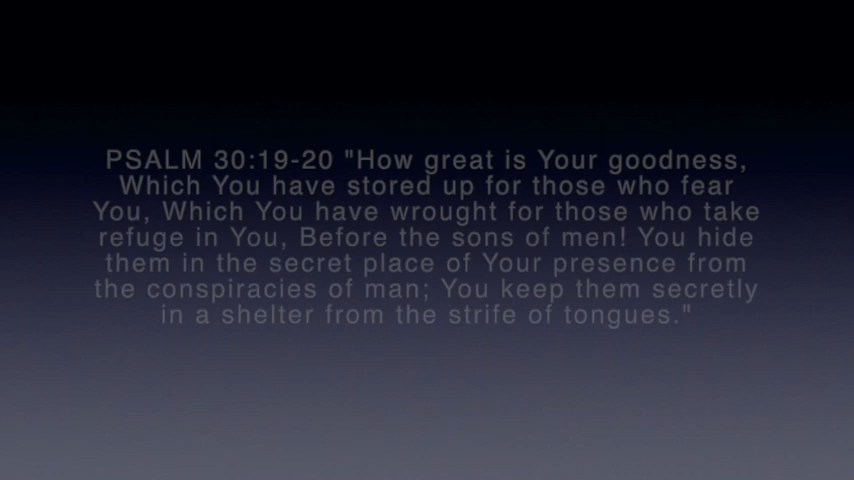 PSALM 30:19-20 "How great is Your goodness,
Which You have stored up for those who fear
You, Which You have wrought for those who take
refuge in You, Before the sons of men! You hide
them in the secret place of Your presence from
the conspiracies of man; You keep them secretly
in a shelter from the strife of tongues."